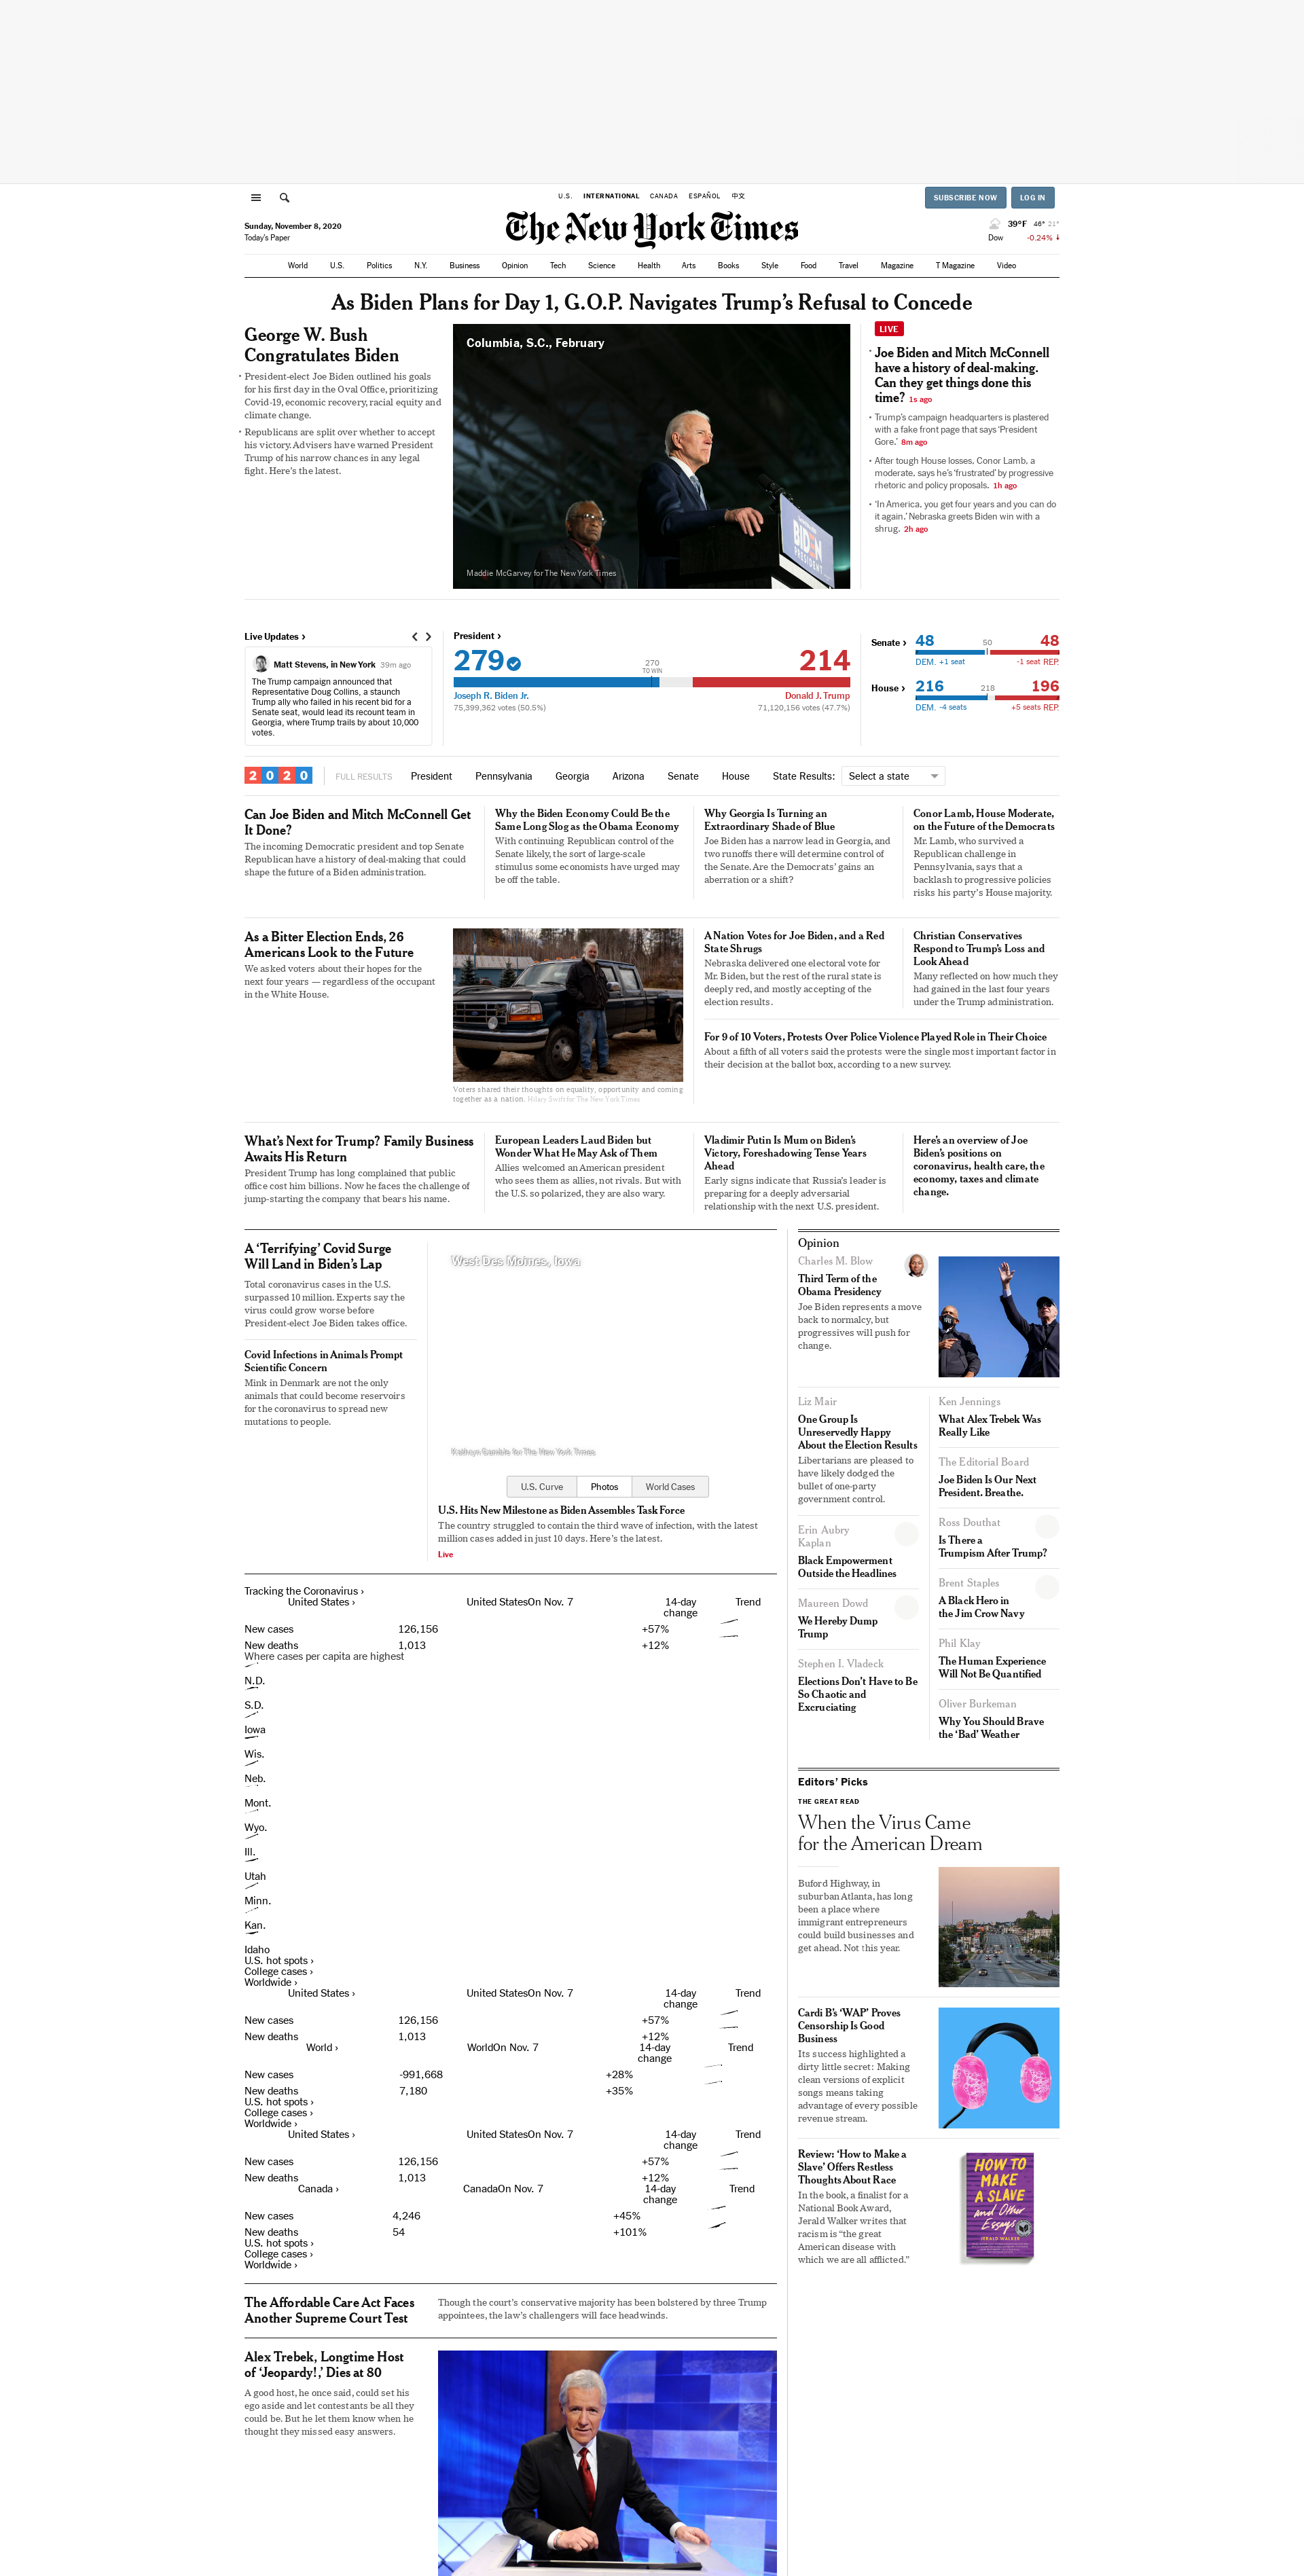 U.S. INTERNATIONAL CANADA ESPAÑOL 中文
SUBSCRIBE NOW
LOG IN
Sunday, November 8, 2020
Today's Paper
The New York Times
39°F 46° 21°
Dow -0.24%
World U.S. Politics N.Y. Business Opinion Tech Science Health Arts Books Style Food Travel Magazine T Magazine Video
As Biden Plans for Day 1, G.O.P. Navigates Trump's Refusal to Concede
George W. Bush
Congratulates Biden
President-elect Joe Biden outlined his goals
for his first day in the Oval Office, prioritizing
Covid-19, economic recovery, racial equity and
climate change.
Republicans are split over whether to accept
his victory. Advisers have warned President
Trump of his narrow chances in any legal
fight. Here's the latest.
Columbia, S.C., February
BIDEN
PRESIDENT
Maddie McGarvey for The New York Times
LIVE
Joe Biden and Mitch McConnell
have a history of deal-making.
Can they get things done this
time? 1s ago
Trump's campaign headquarters is plastered
with a fake front page that says 'President
Gore.' 8m ago
After tough House losses, Conor Lamb, a
moderate, says he's 'frustrated' by progressive
rhetoric and policy proposals. 1h ago
'In America, you get four years and you can do
it again.' Nebraska greets Biden win with a
shrug. 2h ago
Live Updates ›
Matt Stevens, in New York 39m ago
The Trump campaign announced that
Representative Doug Collins, a staunch
Trump ally who failed in his recent bid for a
Senate seat, would lead its recount team in
Georgia, where Trump trails by about 10,000
votes.
President ›
279
270
TO WIN
214
Joseph R. Biden Jr.
Donald J. Trump
75,399,362 votes (50.5%)
71,120,156 votes (47.7%)
Senate ›
48 50 48
DEM. +1 seat -1 seat REP.
House ›
216 218 196
DEM. -4 seats +5 seats REP.
2020 FULL RESULTS President Pennsylvania Georgia Arizona Senate House State Results: Select a state
Can Joe Biden and Mitch McConnell Get
It Done?
The incoming Democratic president and top Senate
Republican have a history of deal-making that could
shape the future of a Biden administration.
Why the Biden Economy Could Be the
Same Long Slog as the Obama Economy
With continuing Republican control of the
Senate likely, the sort of large-scale
stimulus some economists have urged may
be off the table.
Why Georgia Is Turning an
Extraordinary Shade of Blue
Joe Biden has a narrow lead in Georgia, and
two runoffs there will determine control of
the Senate. Are the Democrats' gains an
aberration or a shift?
Conor Lamb, House Moderate,
on the Future of the Democrats
Mr. Lamb, who survived a
Republican challenge in
Pennsylvania, says that a
backlash to progressive policies
risks his party's House majority.
As a Bitter Election Ends, 26
Americans Look to the Future
We asked voters about their hopes for the
next four years — regardless of the occupant
in the White House.
Voters shared their thoughts on equality, opportunity and coming
together as a nation. Hilary Swift for The New York Times
A Nation Votes for Joe Biden, and a Red
State Shrugs
Nebraska delivered one electoral vote for
Mr. Biden, but the rest of the rural state is
deeply red, and mostly accepting of the
election results.
Christian Conservatives
Respond to Trump's Loss and
Look Ahead
Many reflected on how much they
had gained in the last four years
under the Trump administration.
For 9 of 10 Voters, Protests Over Police Violence Played Role in Their Choice
About a fifth of all voters said the protests were the single most important factor in
their decision at the ballot box, according to a new survey.
What's Next for Trump? Family Business
Awaits His Return
President Trump has long complained that public
office cost him billions. Now he faces the challenge of
jump-starting the company that bears his name.
European Leaders Laud Biden but
Wonder What He May Ask of Them
Allies welcomed an American president
who sees them as allies, not rivals. But with
the U.S. so polarized, they are also wary.
Vladimir Putin Is Mum on Biden's
Victory, Foreshadowing Tense Years
Ahead
Early signs indicate that Russia's leader is
preparing for a deeply adversarial
relationship with the next U.S. president.
Here's an overview of Joe
Biden's positions on
coronavirus, health care, the
economy, taxes and climate
change.
A 'Terrifying' Covid Surge
Will Land in Biden's Lap
Total coronavirus cases in the U.S.
surpassed 10 million. Experts say the
virus could grow worse before
President-elect Joe Biden takes office.
Covid Infections in Animals Prompt
Scientific Concern
Mink in Denmark are not the only
animals that could become reservoirs
for the coronavirus to spread new
mutations to people.
West Des Moines, Iowa
Kathryn Gamble for The New York Times
U.S. Curve Photos World Cases
U.S. Hits New Milestone as Biden Assembles Task Force
The country struggled to contain the third wave of infection, with the latest
million cases added in just 10 days. Here's the latest.
Live
Tracking the Coronavirus ›
United States › United StatesOn Nov. 7 14-day
change Trend
New cases 126,156 +57%
New deaths 1,013 +12%
Where cases per capita are highest
N.D.
S.D.
Iowa
Wis.
Neb.
Mont.
Wyo.
Ill.
Utah
Minn.
Kan.
Idaho
U.S. hot spots ›
College cases ›
Worldwide ›
United States › United StatesOn Nov. 7 14-day
change Trend
New cases 126,156 +57%
New deaths 1,013 +12%
World › WorldOn Nov. 7 14-day
change Trend
New cases -991,668 +28%
New deaths 7,180 +35%
U.S. hot spots ›
College cases ›
Worldwide ›
United States › United StatesOn Nov. 7 14-day
change Trend
New cases 126,156 +57%
New deaths 1,013 +12%
Canada › CanadaOn Nov. 7 14-day
change Trend
New cases 4,246 +45%
New deaths 54 +101%
U.S. hot spots ›
College cases ›
Worldwide ›
The Affordable Care Act Faces
Another Supreme Court Test
Though the court's conservative majority has been bolstered by three Trump
appointees, the law's challengers will face headwinds.
Alex Trebek, Longtime Host
of 'Jeopardy!,' Dies at 80
A good host, he once said, could set his
ego aside and let contestants be all they
could be. But he let them know when he
thought they missed easy answers.
Opinion
Charles M. Blow
Third Term of the
Obama Presidency
Joe Biden represents a move
back to normalcy, but
progressives will push for
change.
Liz Mair
One Group Is
Unreservedly Happy
About the Election Results
Libertarians are pleased to
have likely dodged the
bullet of one-party
government control.
Erin Aubry
Kaplan
Black Empowerment
Outside the Headlines
Maureen Dowd
We Hereby Dump
Trump
Stephen I. Vladeck
Elections Don't Have to Be
So Chaotic and
Excruciating
Ken Jennings
What Alex Trebek Was
Really Like
The Editorial Board
Joe Biden Is Our Next
President. Breathe.
Ross Douthat
Is There a
Trumpism After Trump?
Brent Staples
A Black Hero in
the Jim Crow Navy
Phil Klay
The Human Experience
Will Not Be Quantified
Oliver Burkeman
Why You Should Brave
the 'Bad' Weather
Editors' Picks
THE GREAT READ
When the Virus Came
for the American Dream
Buford Highway, in
suburban Atlanta, has long
been a place where
immigrant entrepreneurs
could build businesses and
get ahead. Not this year.
Cardi B's 'WAP' Proves
Censorship Is Good
Business
Its success highlighted a
dirty little secret: Making
clean versions of explicit
songs means taking
advantage of every possible
revenue stream.
Review: 'How to Make a
Slave' Offers Restless
Thoughts About Race
In the book, a finalist for a
National Book Award,
Jerald Walker writes that
racism is "the great
American disease with
which we are all afflicted."
HOW TO
MAKE
A SLAVE
and Other
Essays
JERALD WALKER